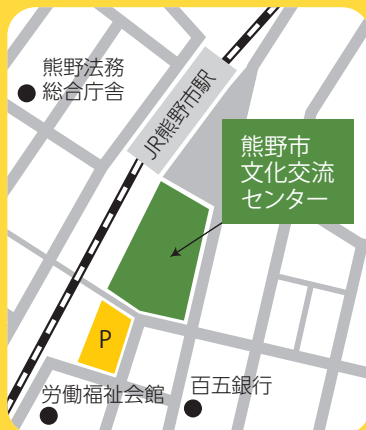 熊野法務
総合庁舎
JR熊野市駅
熊野市
文化交流
センター
P
労働福祉会館
百五銀行